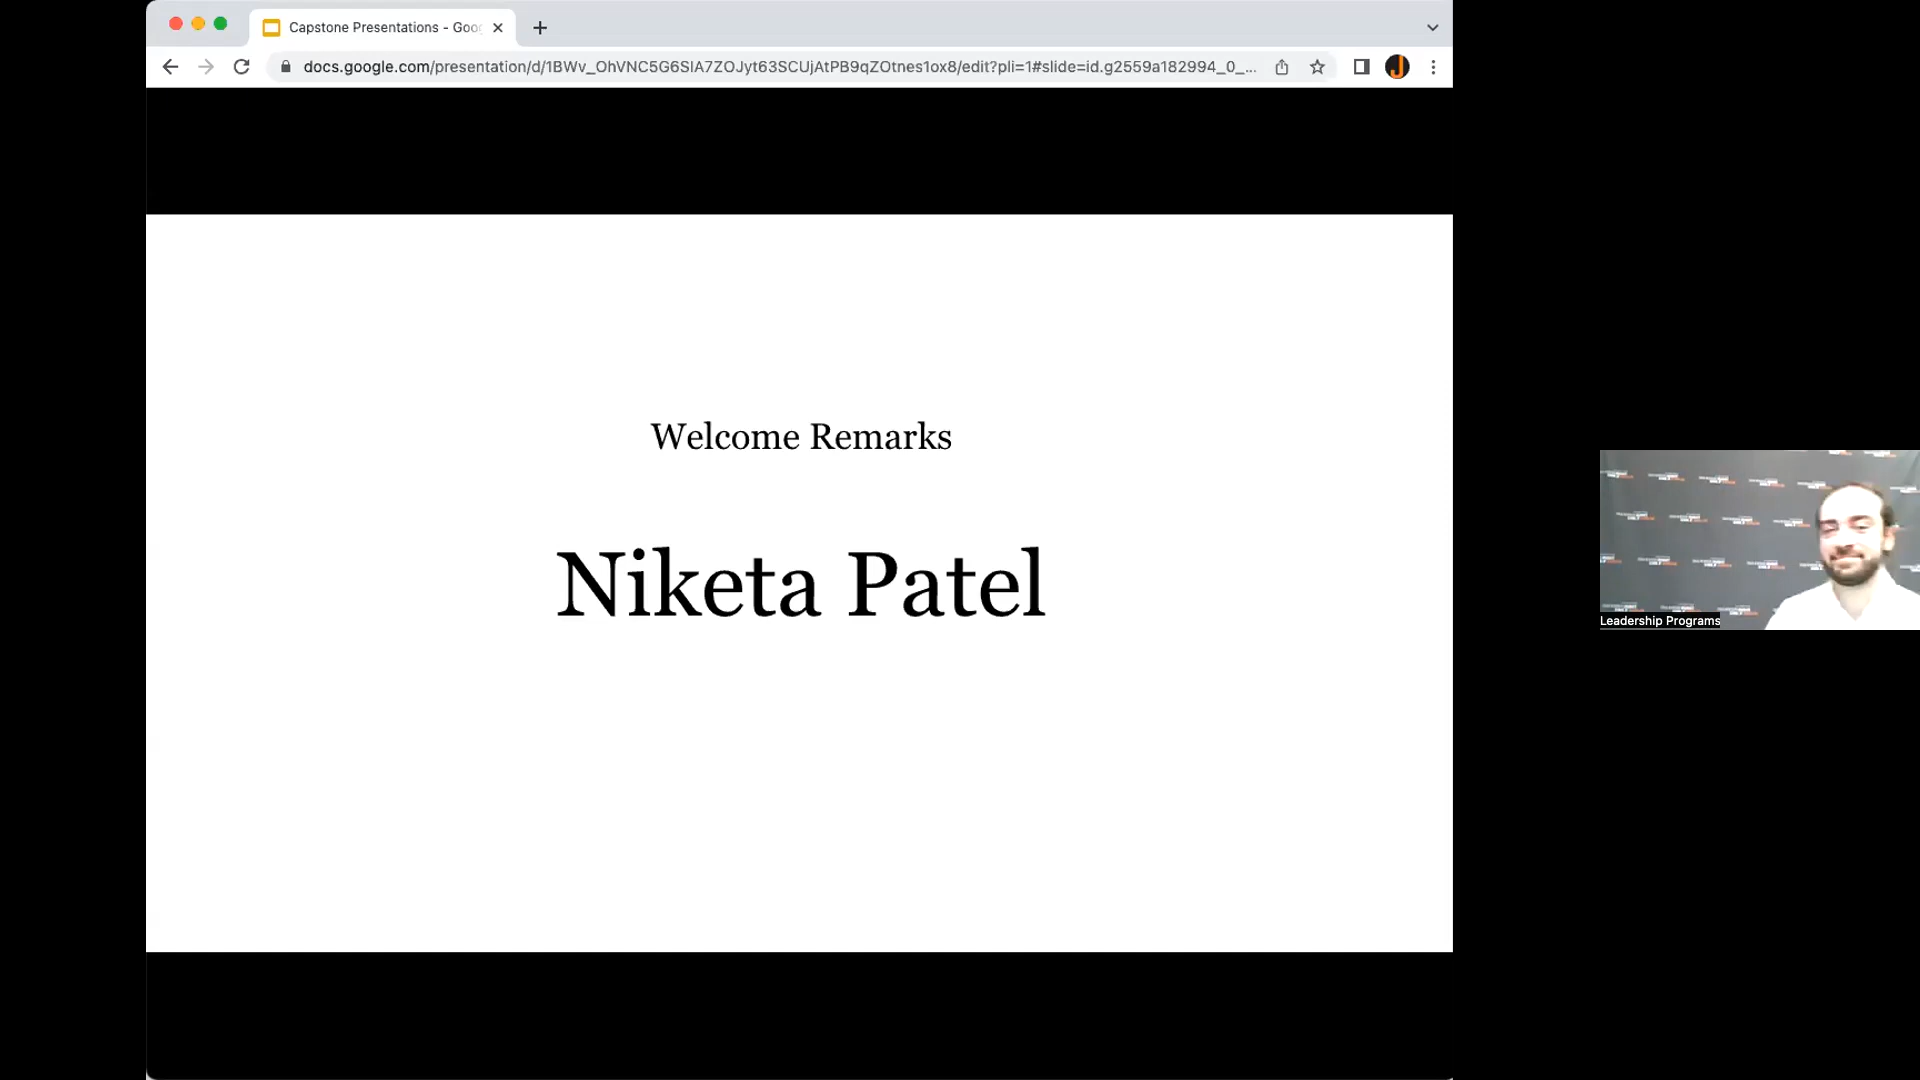 Capstone Presentations - Goo
docs.google.com/presentation/d/1BWv_OhVNC5G6SIA7ZOJyt63SCUjAtPB9qZOtnes1ox8/edit?pli=1#slide=id.g2559a182994_0_...
Welcome Remarks
Niketa Patel
Leadership Programs